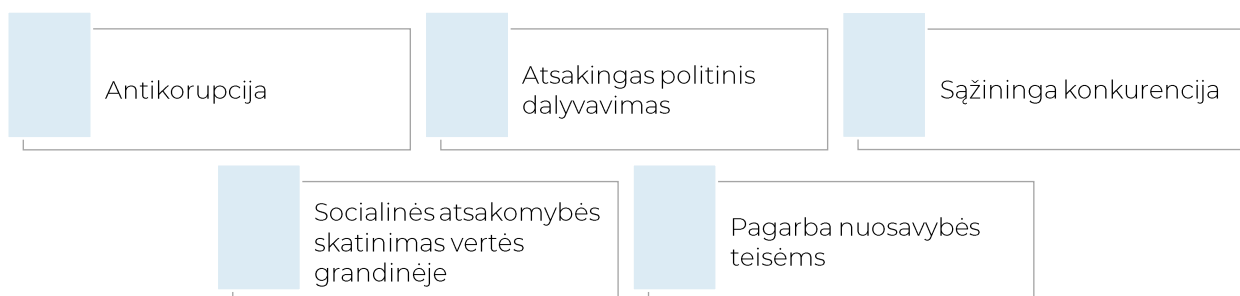 Antikorupcija
Atsakingas politinis
dalyvavimas
Sąžininga konkurencija
Socialinės atsakomybės
skatinimas vertės
grandinėje
Pagarba nuosavybės
teisėms